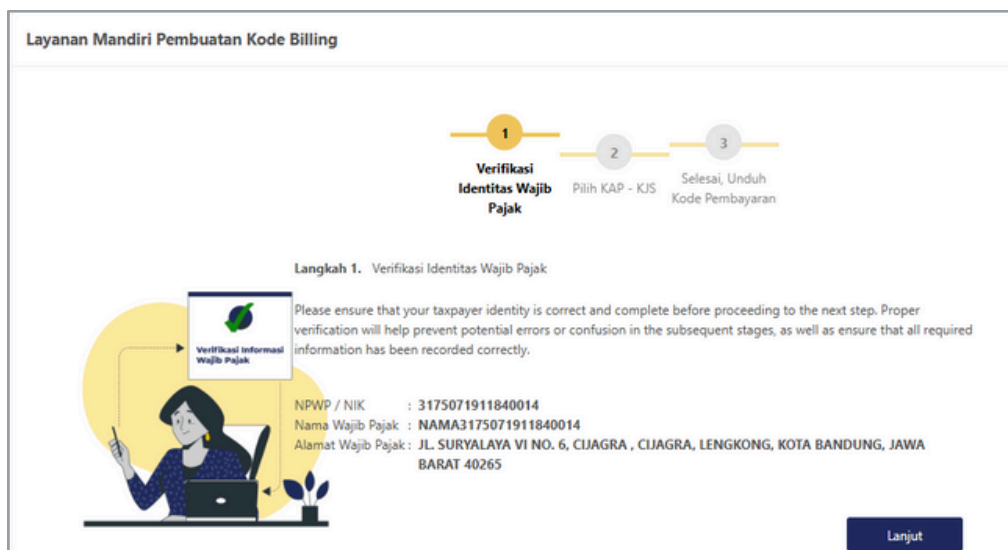 Layanan Mandiri Pembuatan Kode Billing
1
2
3
Verifikasi
Identitas Wajib
Pajak
Pilih KAP - KJS
Selesai, Unduh
Kode Pembayaran
Langkah 1. Verifikasi Identitas Wajib Pajak
Please ensure that your taxpayer identity is correct and complete before proceeding to the next step. Proper
verification will help prevent potential errors or confusion in the subsequent stages, as well as ensure that all required
information has been recorded correctly.
Verifikasi Informasi
Wajib Pajak
NPWP / NIK : 3175071911840014
Nama Wajib Pajak : NAMA3175071911840014
Alamat Wajib Pajak : JL. SURYALAYA VI NO. 6, CIJAGRA , CIJAGRA, LENGKONG, KOTA BANDUNG, JAWA
BARAT 40265
Lanjut